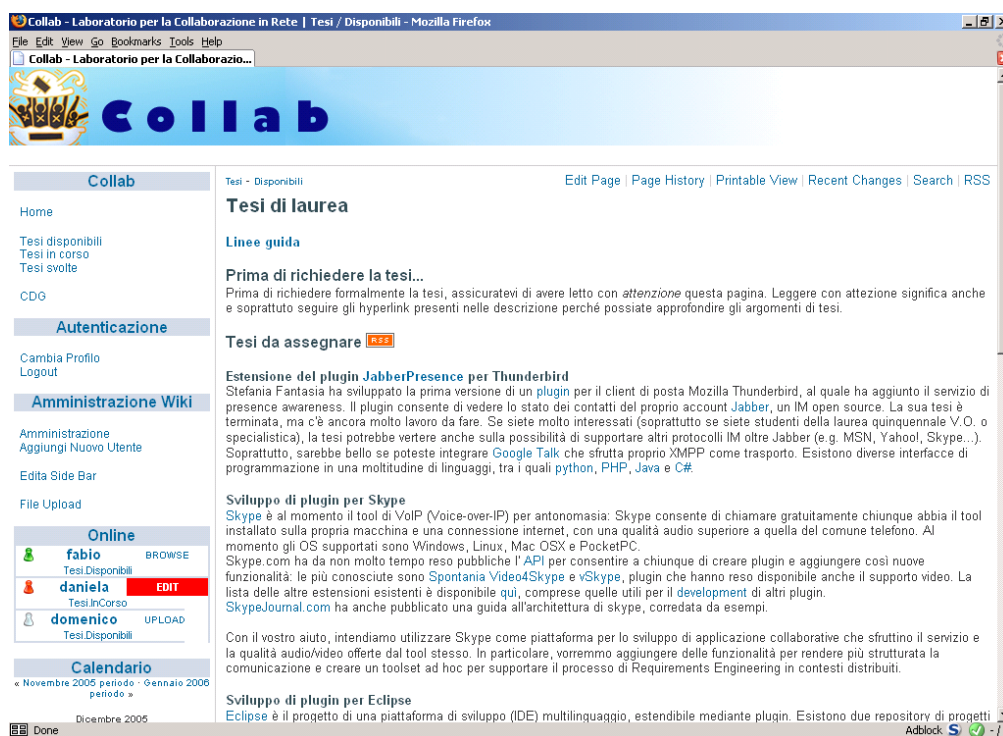 Collab - Laboratorio per la Collaborazione in Rete | Tesi / Disponibili - Mozilla Firefox
File Edit View Go Bookmarks Tools Help
Collab - Laboratorio per la Collaborazio...
Collab
Collab
Home
Tesi disponibili
Tesi in corso
Tesi svolte
CDG
Autenticazione
Cambia Profilo
Logout
Amministrazione Wiki
Amministrazione
Aggiungi Nuovo Utente
Edita Side Bar
File Upload
Online
fabio BROWSE
Tesi.Disponibili
daniela EDIT
Tesi.InCorso
domenico UPLOAD
Tesi.Disponibili
Calendario
« Novembre 2005 periodo - Gennaio 2006
periodo »
Dicembre 2005
Tesi - Disponibili
Edit Page | Page History | Printable View | Recent Changes | Search | RSS
Tesi di laurea
Linee guida
Prima di richiedere la tesi...
Prima di richiedere formalmente la tesi, assicuratevi di avere letto con attenzione questa pagina. Leggere con attezione significa anche
e soprattuto seguire gli hyperlink presenti nelle descrizione perché possiate approfondire gli argomenti di tesi.
Tesi da assegnare RSS
Estensione del plugin JabberPresence per Thunderbird
Stefania Fantasia ha sviluppato la prima versione di un plugin per il client di posta Mozilla Thunderbird, al quale ha aggiunto il servizio di
presence awareness. Il plugin consente di vedere lo stato dei contatti del proprio account Jabber, un IM open source. La sua tesi è
terminata, ma c'è ancora molto lavoro da fare. Se siete molto interessati (soprattutto se siete studenti della laurea quinquennale V.O. o
specialistica), la tesi potrebbe vertere anche sulla possibilità di supportare altri protocolli IM oltre Jabber (e.g. MSN, Yahoo!, Skype...).
Soprattutto, sarebbe bello se poteste integrare Google Talk che sfrutta proprio XMPP come trasporto. Esistono diverse interfacce di
programmazione in una moltitudine di linguaggi, tra i quali python, PHP, Java e C#.
Sviluppo di plugin per Skype
Skype è al momento il tool di VoIP (Voice-over-IP) per antonomasia: Skype consente di chiamare gratuitamente chiunque abbia il tool
installato sulla propria macchina e una connessione internet, con una qualità audio superiore a quella del comune telefono. Al
momento gli OS supportati sono Windows, Linux, Mac OSX e PocketPC.
Skype.com ha da non molto tempo reso pubbliche l' API per consentire a chiunque di creare plugin e aggiungere così nuove
funzionalità: le più conosciute sono Spontania Video4Skype e vSkype, plugin che hanno reso disponibile anche il supporto video. La
lista delle altre estensioni esistenti è disponibile quì, comprese quelle utili per il development di altri plugin.
SkypeJournal.com ha anche pubblicato una guida all'architettura di skype, corredata da esempi.
Con il vostro aiuto, intendiamo utilizzare Skype come piattaforma per lo sviluppo di applicazione collaborative che sfruttino il servizio e
la qualità audio/video offerte dal tool stesso. In particolare, vorremmo aggiungere delle funzionalità per rendere più strutturata la
comunicazione e creare un toolset ad hoc per supportare il processo di Requirements Engineering in contesti distribuiti.
Sviluppo di plugin per Eclipse
Eclipse è il progetto di una piattaforma di sviluppo (IDE) multilinguaggio, estendibile mediante plugin. Esistono due repository di progetti
Done
Adblock